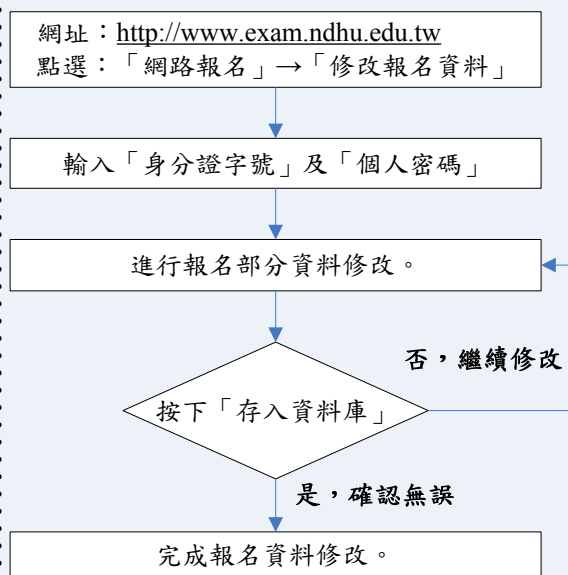 網址：http://www.exam.ndhu.edu.tw
點選：「網路報名」→「修改報名資料」
輸入「身分證字號」及「個人密碼」
進行報名部分資料修改。
否，繼續修改
按下「存入資料庫」
是，確認無誤
完成報名資料修改。